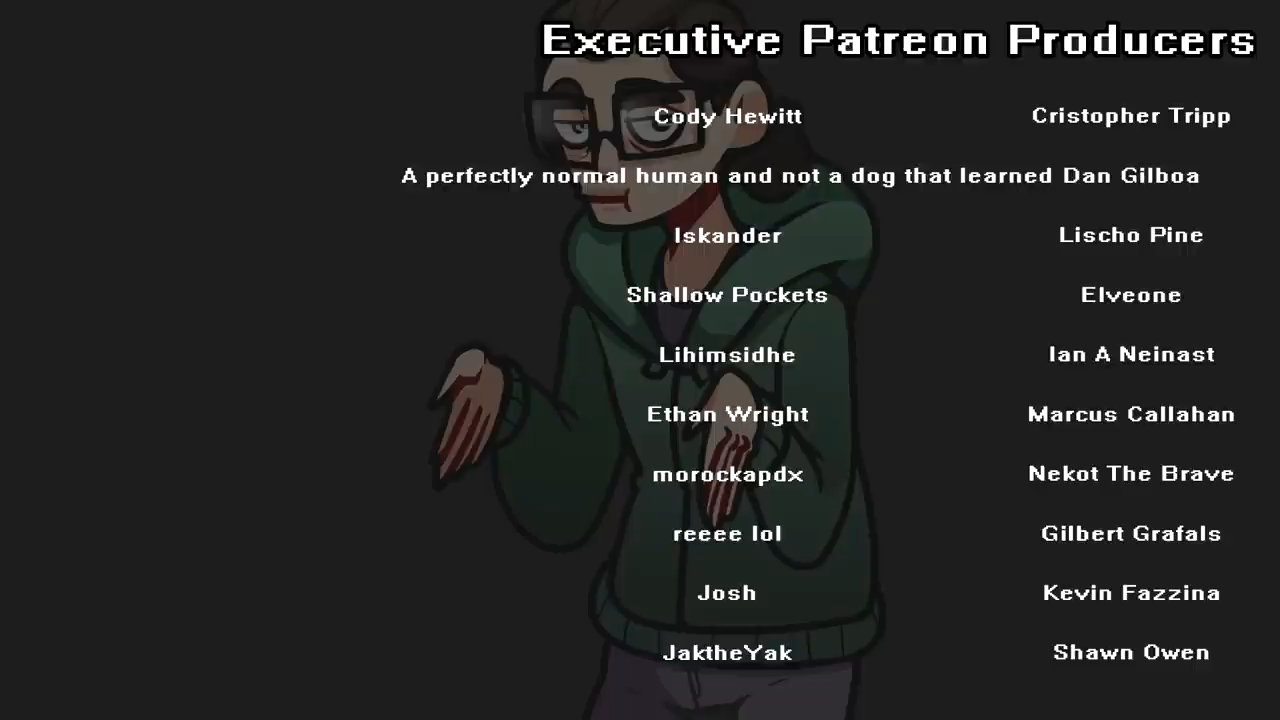 Executive Patreon Producers
Cody Hewitt Cristopher Tripp
A perfectly normal human and not a dog that learned Dan Gilboa
Iskander Lischo Pine
Shallow Pockets Elveone
Lihimsidhe Ian A Neinast
Ethan Wright Marcus Callahan
morockapdx Nekot The Brave
reeee lol Gilbert Grafals
Josh Kevin Fazzina
JaktheYak Shawn Owen